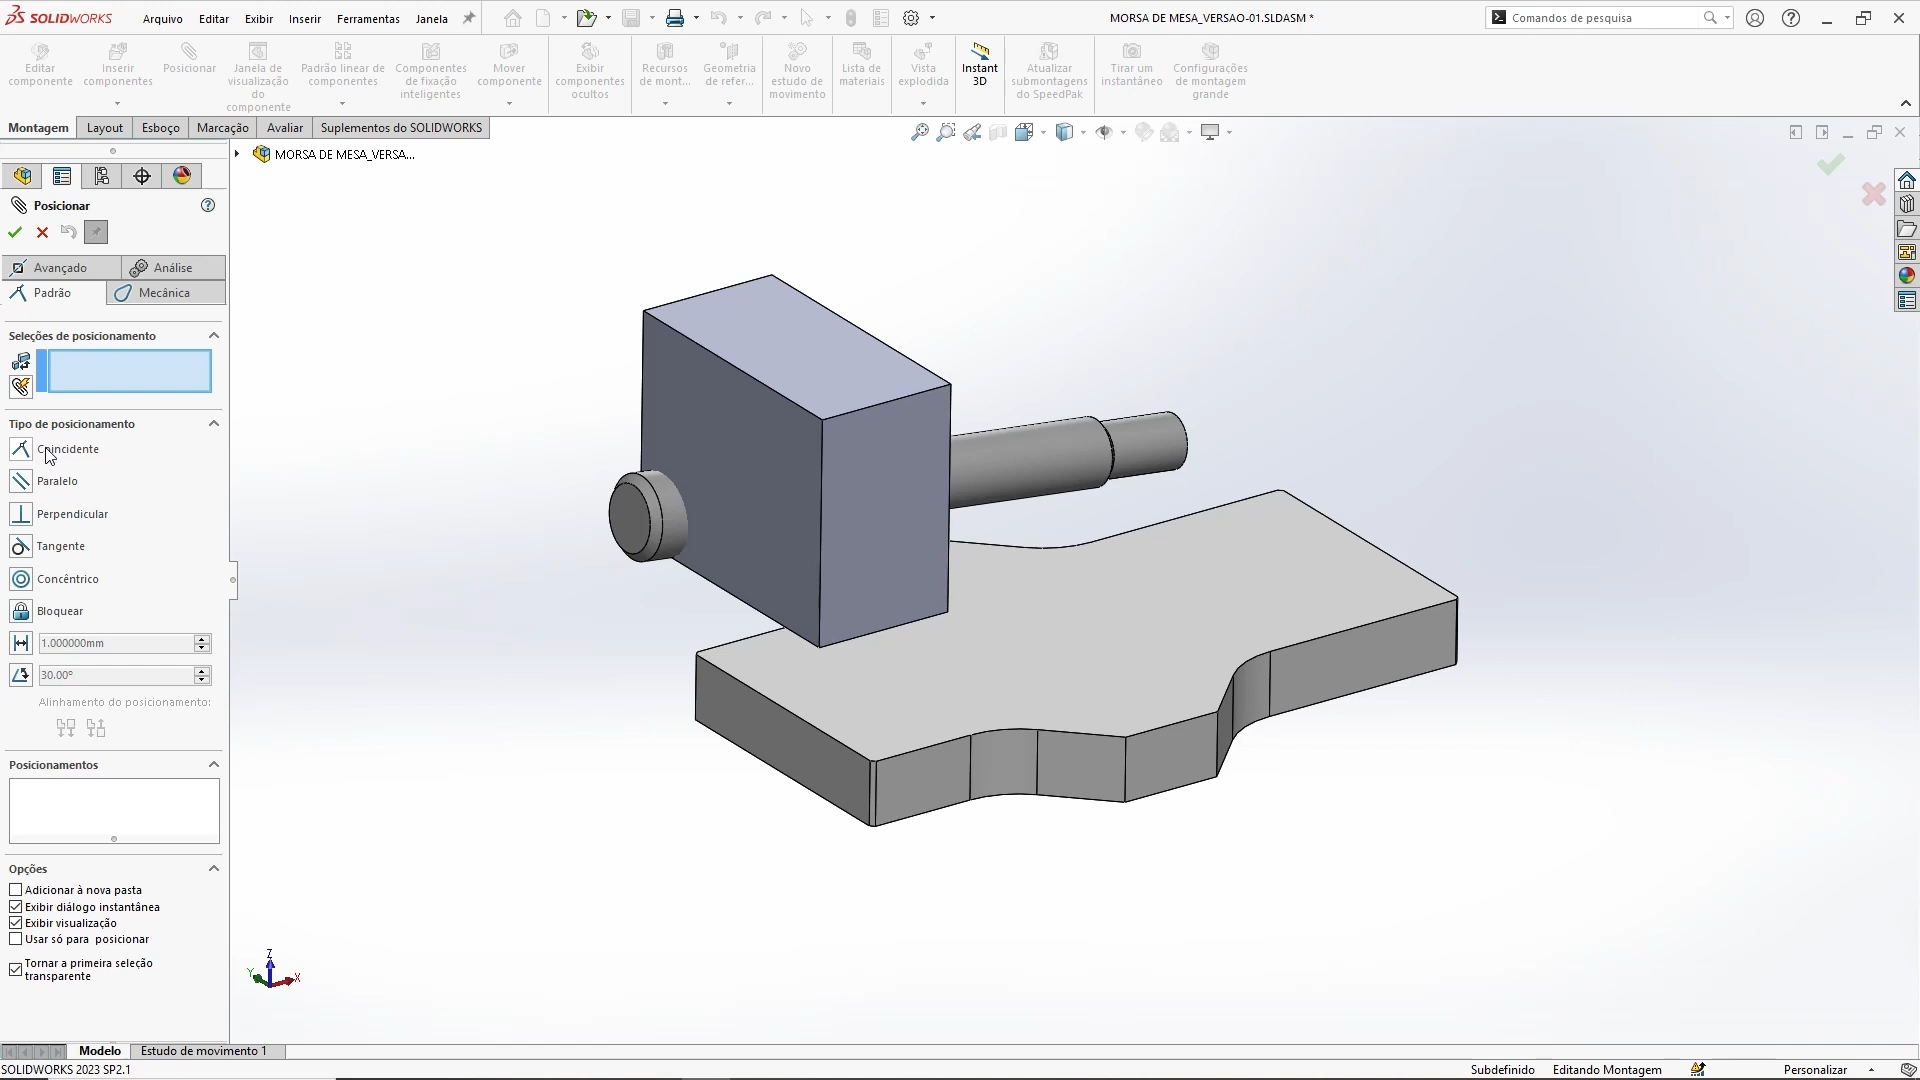 SOLIDWORKS
Arquivo Editar Exibir Inserir Ferramentas Janela
MORSA DE MESA_VERSAO-01.SLDASM *
Comandos de pesquisa
Editar componente
Inserir componentes
Posicionar
Janela de visualização do componente
Padrão linear de componentes
Componentes de fixação inteligentes
Mover componente
Exibir componentes ocultos
Recursos de mont...
Geometria de refer...
Novo estudo de movimento
Lista de materiais
Vista explodida
Instant 3D
Atualizar submontagens do SpeedPak
Tirar um instantâneo
Configurações de montagem grande
Montagem Layout Esboço Marcação Avaliar Suplementos do SOLIDWORKS
MORSA DE MESA_VERSA...
Posicionar
Avançado Análise
Padrão Mecânica
Seleções de posicionamento
Tipo de posicionamento
Coincidente
Paralelo
Perpendicular
Tangente
Concêntrico
Bloquear
1.000000mm
30.00°
Alinhamento do posicionamento:
Posicionamentos
Opções
Adicionar à nova pasta
Exibir diálogo instantânea
Exibir visualização
Usar só para posicionar
Tornar a primeira seleção
transparente
Z
Y
X
Modelo Estudo de movimento 1
SOLIDWORKS 2023 SP2.1
Subdefinido Editando Montagem Personalizar